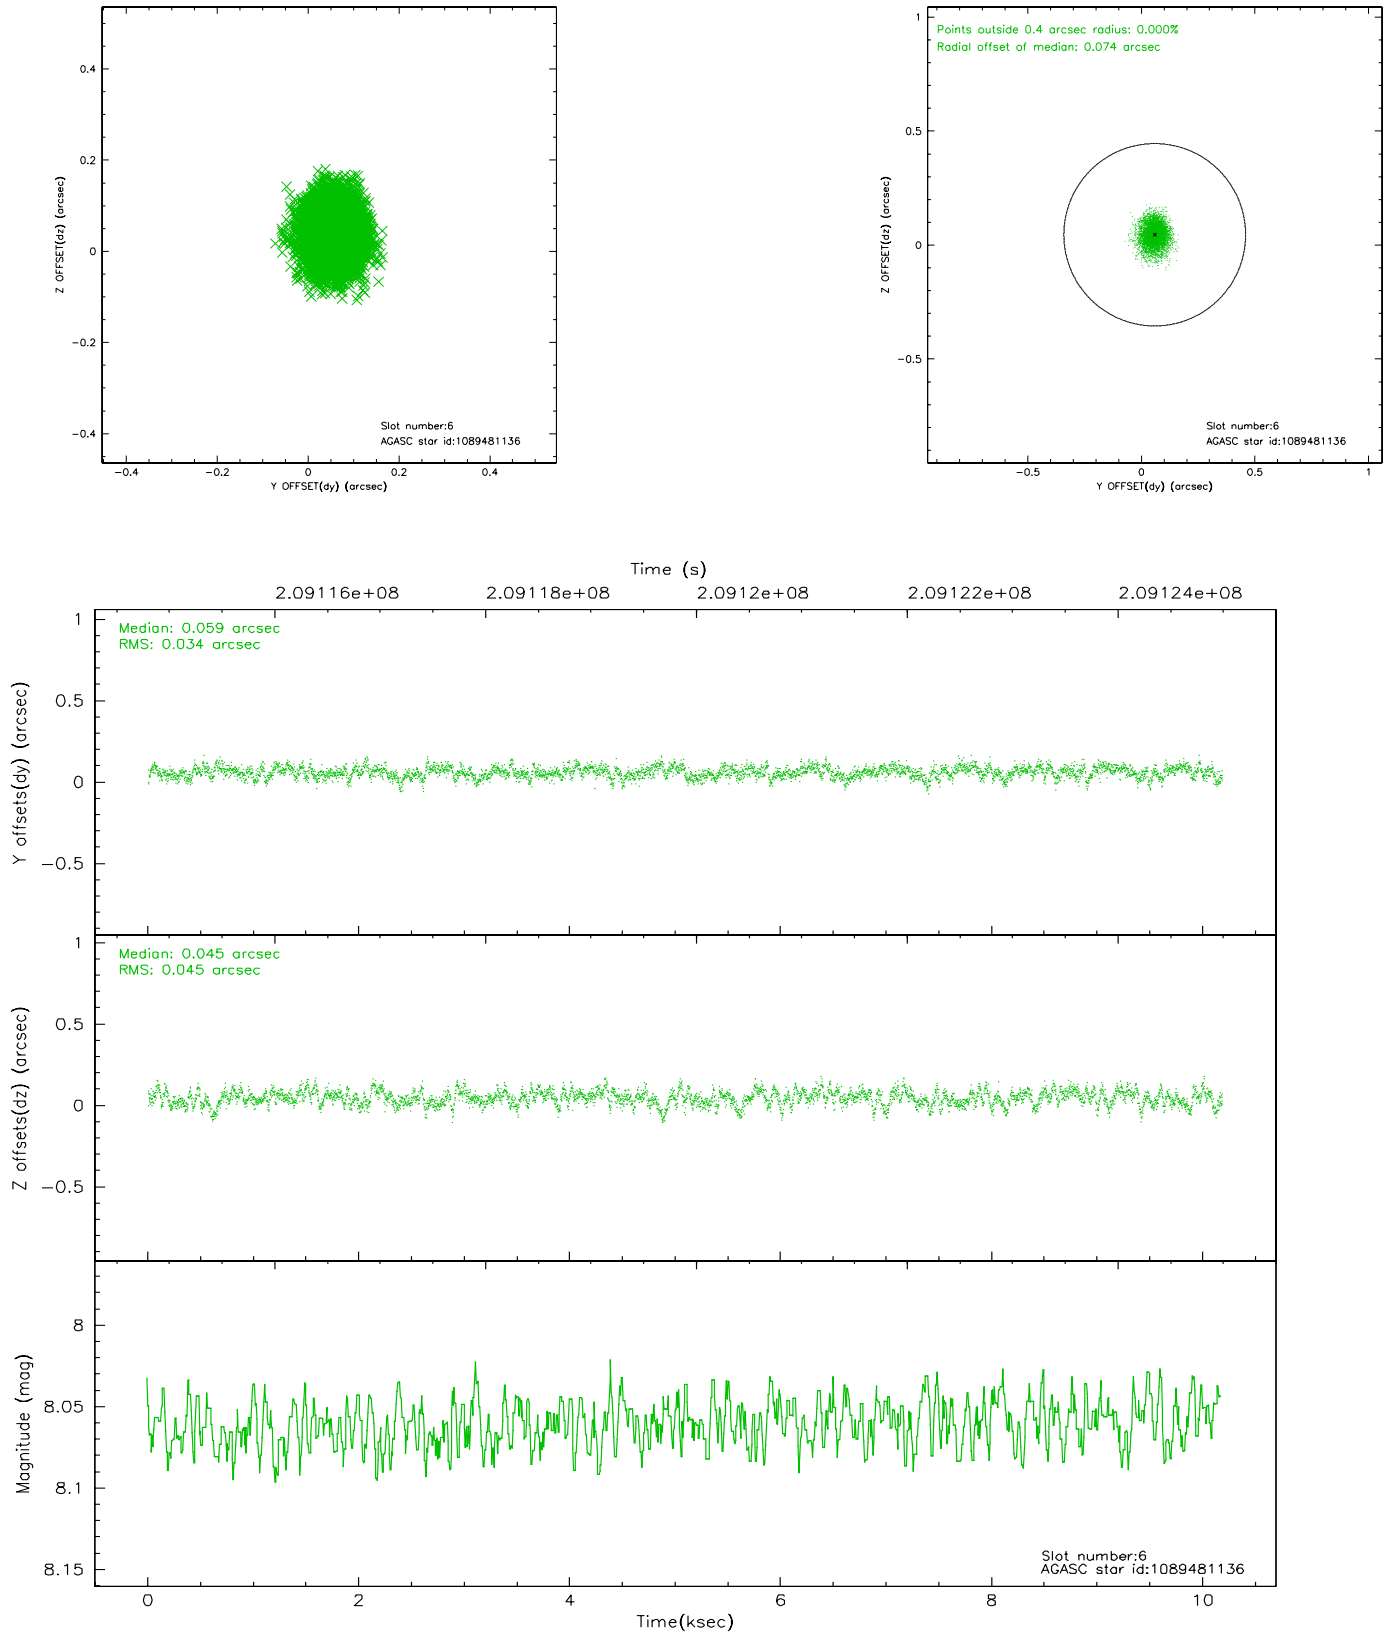 0.4
0.2
0
−0.2
−0.4
Z OFFSET(dz) (arcsec)
Slot number:6
AGASC star id:1089481136
−0.4 −0.2 0 0.2 0.4
Y OFFSET(dy) (arcsec)
Points outside 0.4 arcsec radius: 0.000%
Radial offset of median: 0.074 arcsec
1
0.5
0
−0.5
Z OFFSET(dz) (arcsec)
Slot number:6
AGASC star id:1089481136
−0.5 0 0.5 1
Y OFFSET(dy) (arcsec)
Time (s)
2.09116e+08 2.09118e+08 2.0912e+08 2.09122e+08 2.09124e+08
Median: 0.059 arcsec
RMS: 0.034 arcsec
1
0.5
0
−0.5
Y offsets(dy) (arcsec)
Median: 0.045 arcsec
RMS: 0.045 arcsec
1
0.5
0
−0.5
Z offsets(dz) (arcsec)
8
8.05
8.1
8.15
Magnitude (mag)
Slot number:6
AGASC star id:1089481136
0 2 4 6 8 10
Time(ksec)